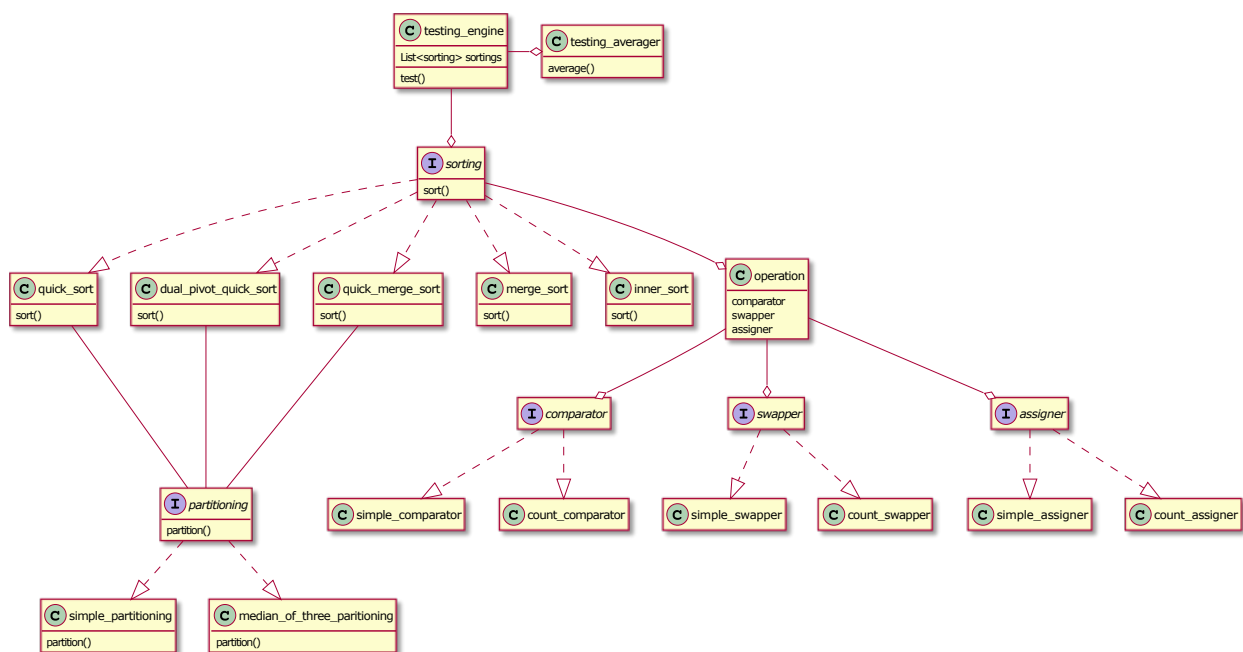 C testing_engine
List<sorting> sortings
test()
C testing_averager
average()
I sorting
sort()
C quick_sort
sort()
C dual_pivot_quick_sort
sort()
C quick_merge_sort
sort()
C merge_sort
sort()
C inner_sort
sort()
C operation
comparator
swapper
assigner
I comparator
I swapper
I assigner
I partitioning
partition()
C simple_comparator
C count_comparator
C simple_swapper
C count_swapper
C simple_assigner
C count_assigner
C simple_partitioning
partition()
C median_of_three_paritioning
partition()